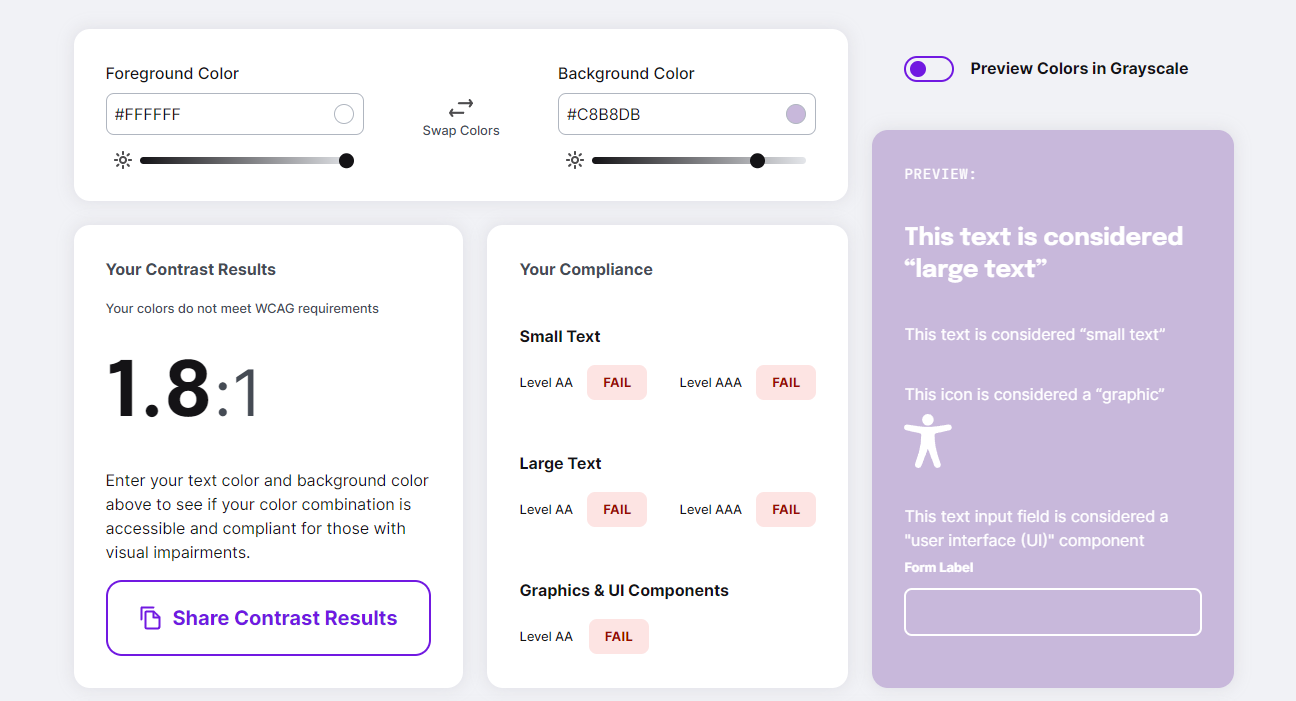 Foreground Color
#FFFFFF
Swap Colors
Background Color
#C8B8DB
Preview Colors in Grayscale
Your Contrast Results
Your colors do not meet WCAG requirements
1.8:1
Enter your text color and background color
above to see if your color combination is
accessible and compliant for those with
visual impairments.
Share Contrast Results
Your Compliance
Small Text
Level AA FAIL Level AAA FAIL
Large Text
Level AA FAIL Level AAA FAIL
Graphics & UI Components
Level AA FAIL
PREVIEW:
This text is considered
“large text”
This text is considered “small text”
This icon is considered a “graphic”
This text input field is considered a
"user interface (UI)" component
Form Label